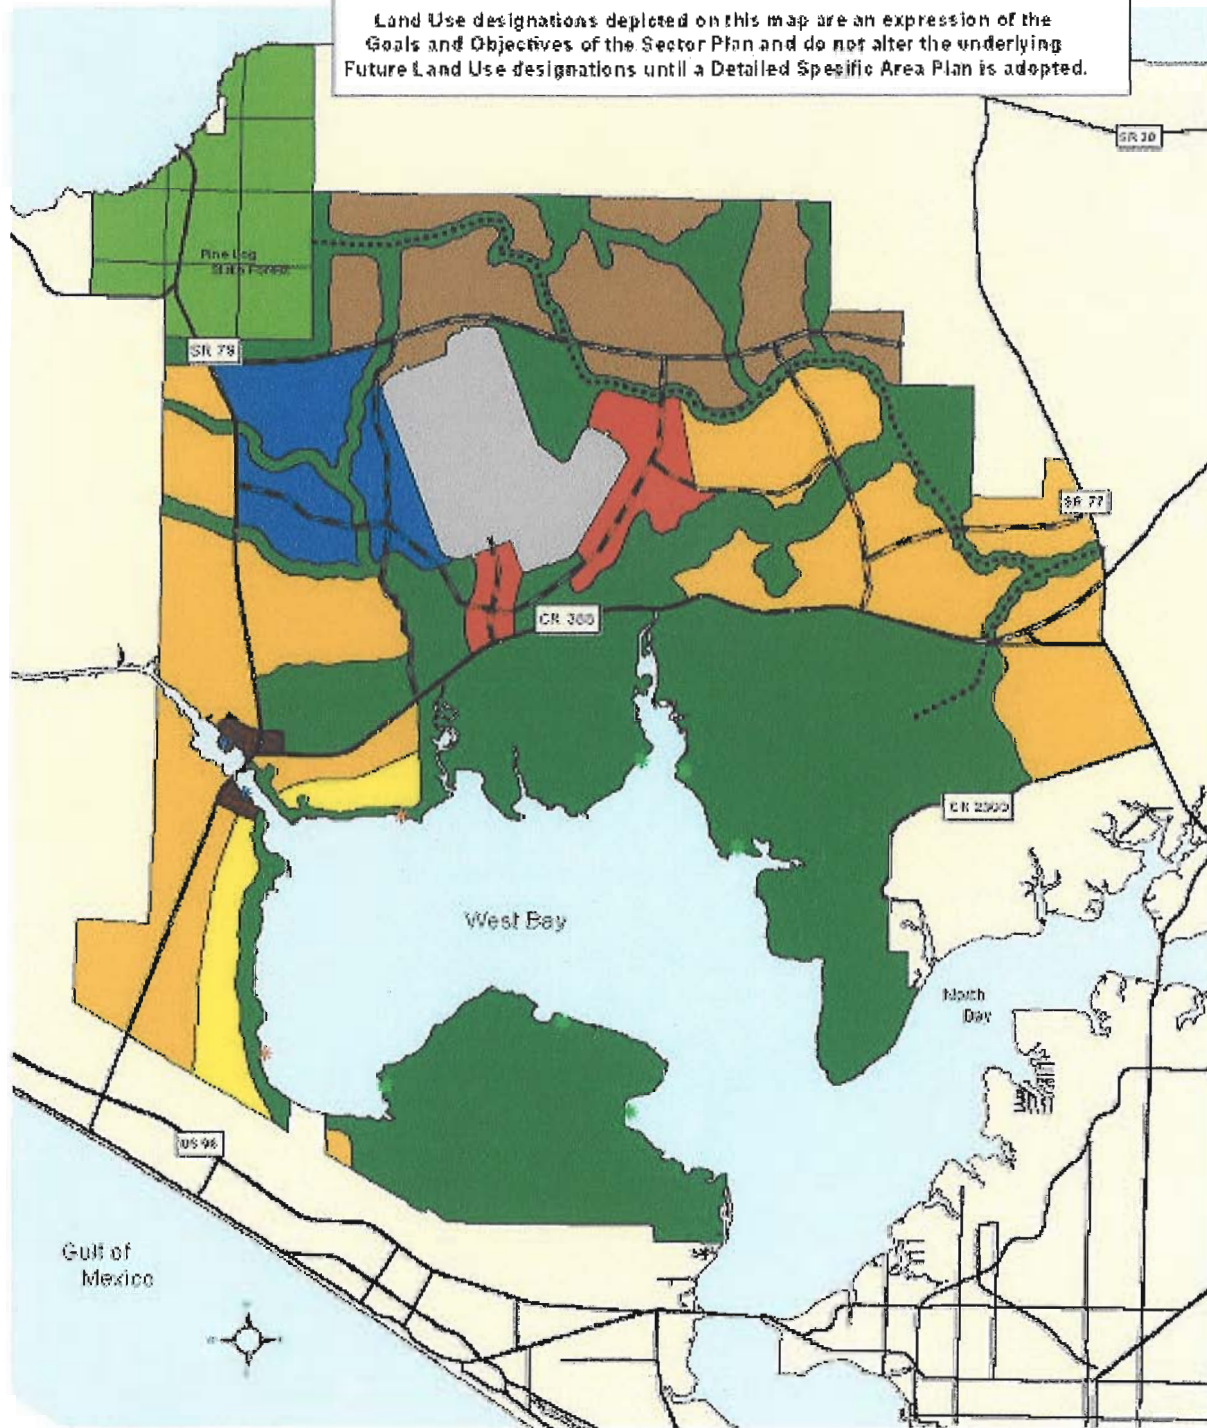 Land Use designations depicted on this map are an expression of the
Goals and Objectives of the Sector Plan and do not alter the underlying
Future Land Use designations until a Detailed Specific Area Plan is adopted.
SR 20
Pine Log
State Forest
SR 79
SR 77
CR 388
CR 2300
West Bay
North
Bay
US 98
Gulf of
Mexico